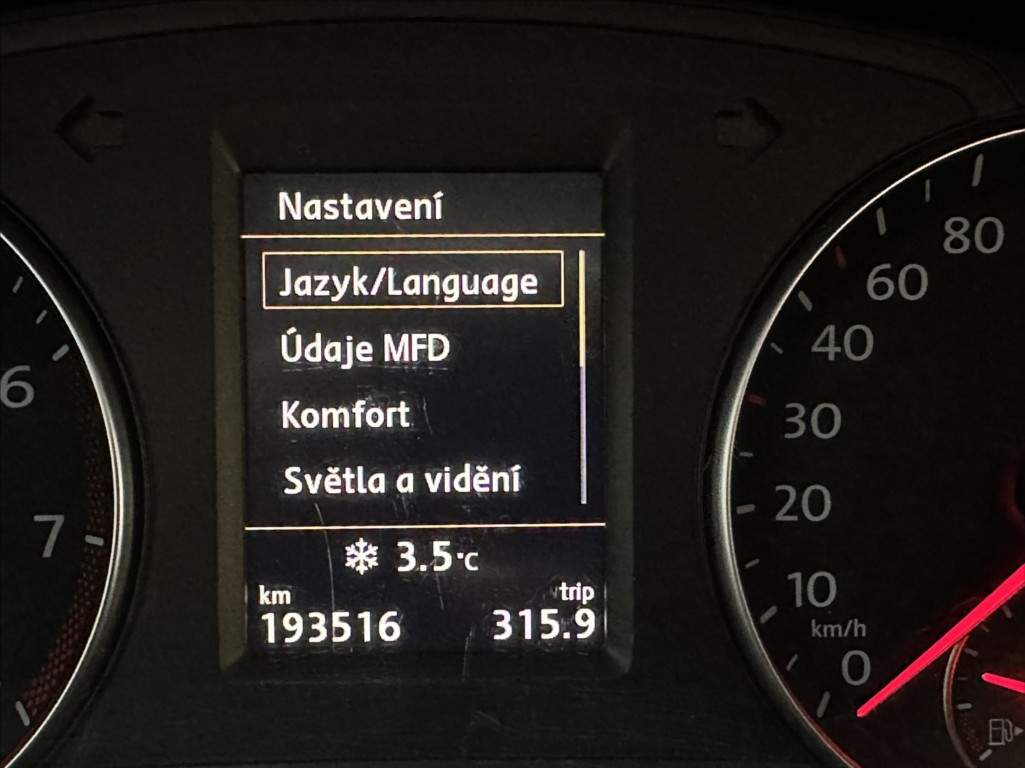 Nastavení
Jazyk/Language
Údaje MFD
Komfort
Světla a vidění
3.5°C
km trip
193516 315.9
6
7
80
60
40
30
20
10
km/h
0